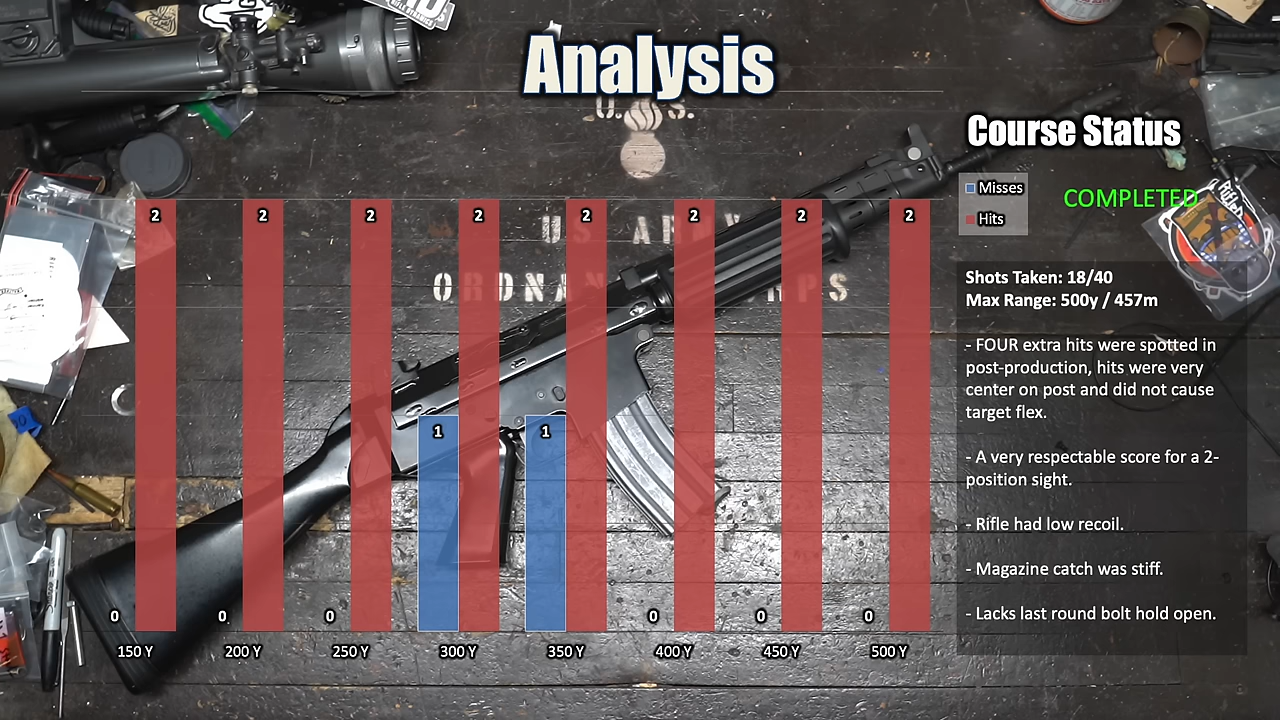 Analysis
U. S.
Course Status
Misses
COMPLETED
Hits
2 2 2 2 2 2 2 2
US ARMY
ORDNAN RPS
Shots Taken: 18/40
Max Range: 500y / 457m
- FOUR extra hits were spotted in
post-production, hits were very
center on post and did not cause
target flex.
1 1
- A very respectable score for a 2-
position sight.
- Rifle had low recoil.
- Magazine catch was stiff.
- Lacks last round bolt hold open.
0 0 0 0 0 0
150 Y 200 Y 250 Y 300 Y 350 Y 400 Y 450 Y 500 Y